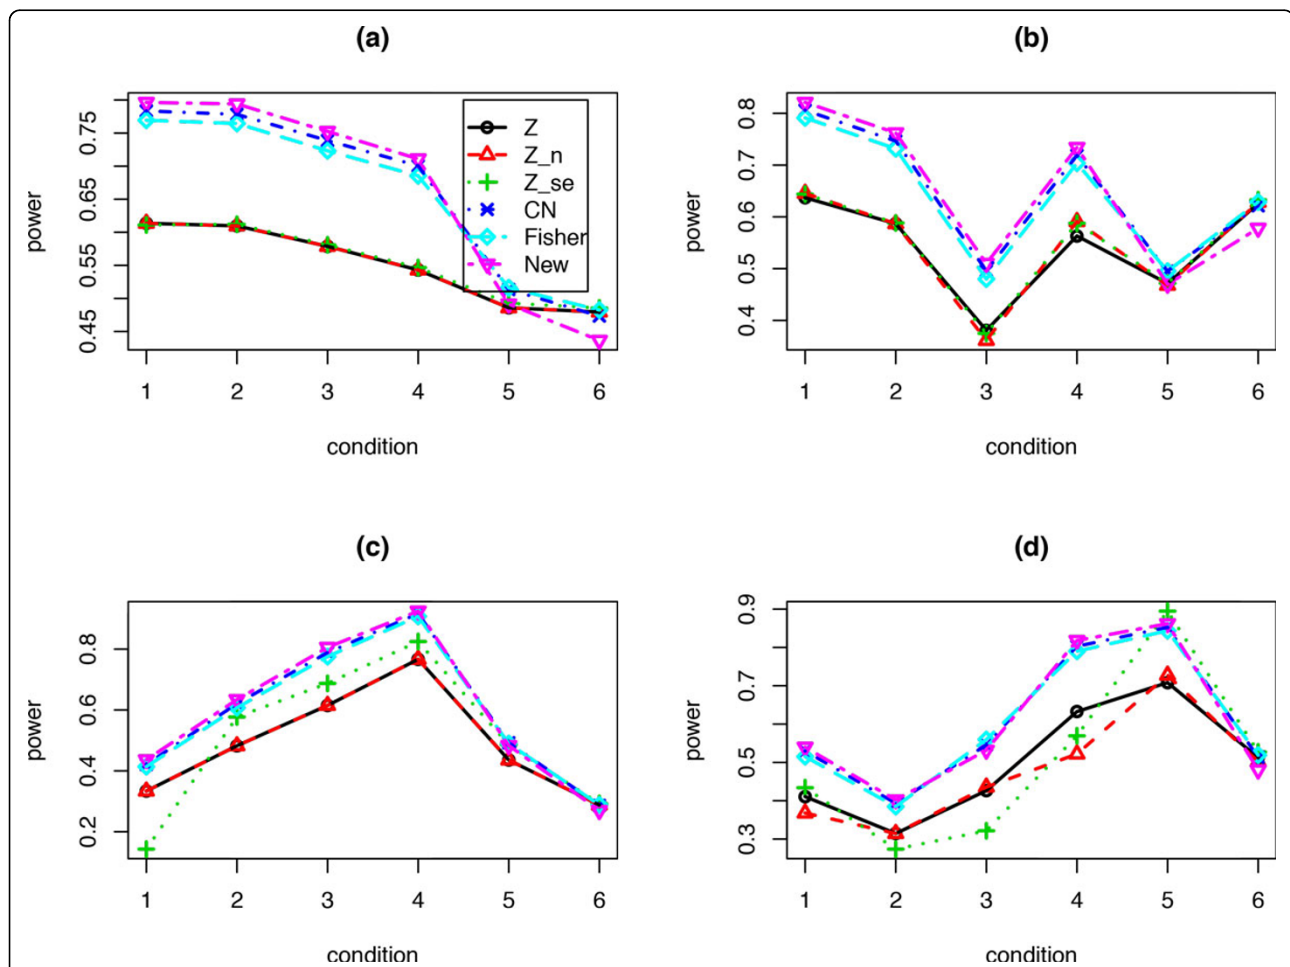 (a)
power
0.45 0.55 0.65 0.75
Z
Z_n
Z_se
CN
Fisher
New
1 2 3 4 5 6
condition
(b)
power
0.4 0.5 0.6 0.7 0.8
1 2 3 4 5 6
condition
(c)
power
0.2 0.4 0.6 0.8
1 2 3 4 5 6
condition
(d)
power
0.3 0.5 0.7 0.9
1 2 3 4 5 6
condition